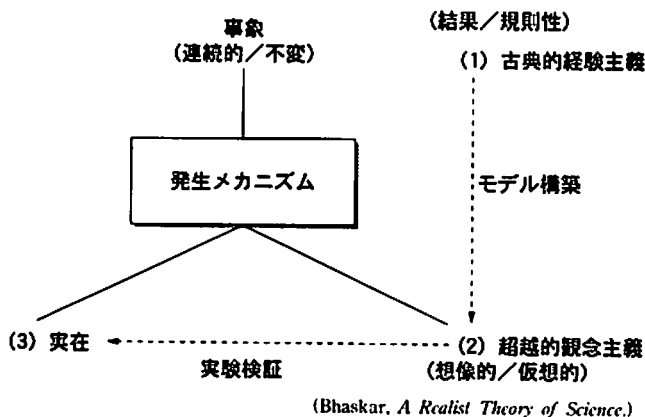 事象
(連続的／不変)
(結果／規則性)
(1) 古典的経験主義
発生メカニズム
モデル構築
(3) 実在
実験検証
(2) 超越的観念主義
(想像的／仮想的)
(Bhaskar, A Realist Theory of Science.)